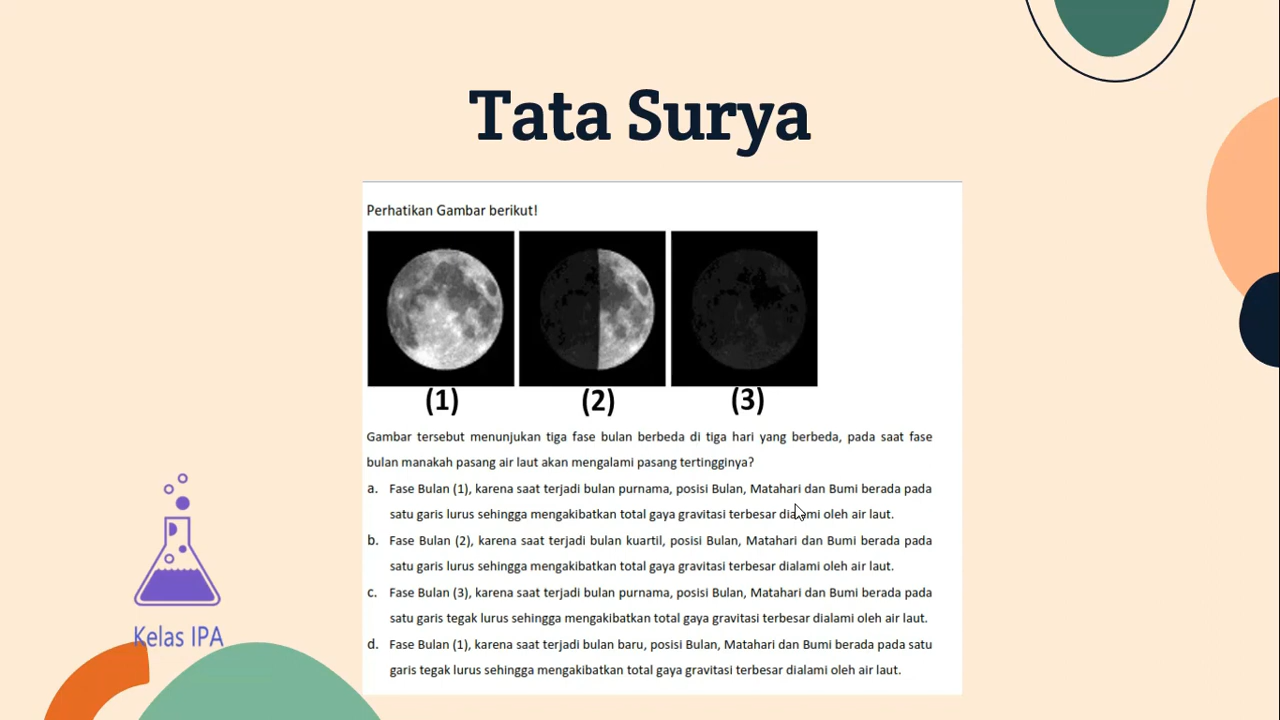 Tata Surya
Perhatikan Gambar berikut!
(1)
(2)
(3)
Gambar tersebut menunjukan tiga fase bulan berbeda di tiga hari yang berbeda, pada saat fase
bulan manakah pasang air laut akan mengalami pasang tertingginya?
a. Fase Bulan (1), karena saat terjadi bulan purnama, posisi Bulan, Matahari dan Bumi berada pada
satu garis lurus sehingga mengakibatkan total gaya gravitasi terbesar dialami oleh air laut.
b. Fase Bulan (2), karena saat terjadi bulan kuartil, posisi Bulan, Matahari dan Bumi berada pada
satu garis lurus sehingga mengakibatkan total gaya gravitasi terbesar dialami oleh air laut.
c. Fase Bulan (3), karena saat terjadi bulan purnama, posisi Bulan, Matahari dan Bumi berada pada
satu garis tegak lurus sehingga mengakibatkan total gaya gravitasi terbesar dialami oleh air laut.
d. Fase Bulan (1), karena saat terjadi bulan baru, posisi Bulan, Matahari dan Bumi berada pada satu
garis tegak lurus sehingga mengakibatkan total gaya gravitasi terbesar dialami oleh air laut.
Kelas IPA